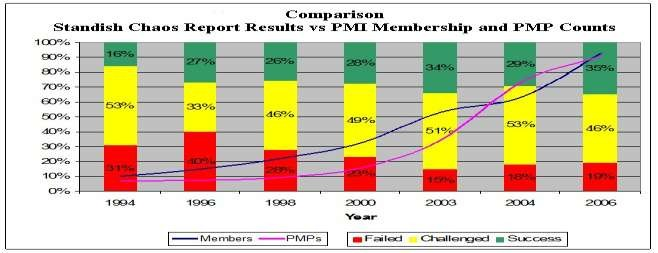 Comparison
Standish Chaos Report Results vs PMI Membership and PMP Counts
100%
90%
80%
70%
60%
50%
40%
30%
20%
10%
0%
16% 27% 26% 28% 34% 29% 35%
53% 33% 46% 49% 51% 53% 46%
31% 40% 28% 23% 15% 18% 19%
1994 1996 1998 2000 2003 2004 2006
Year
Members PMPs Failed Challenged Success